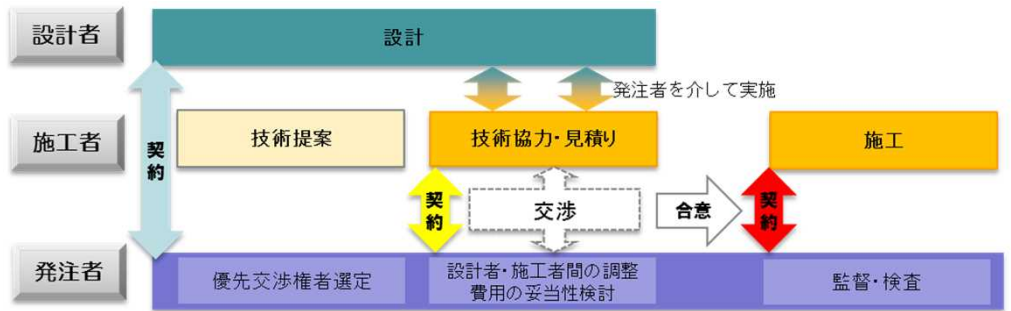 設計者
設計
発注者を介して実施
施工者
契約
技術提案
技術協力・見積り
施工
契約
交渉
合意
契約
発注者
優先交渉権者選定
設計者・施工者間の調整
費用の妥当性検討
監督・検査